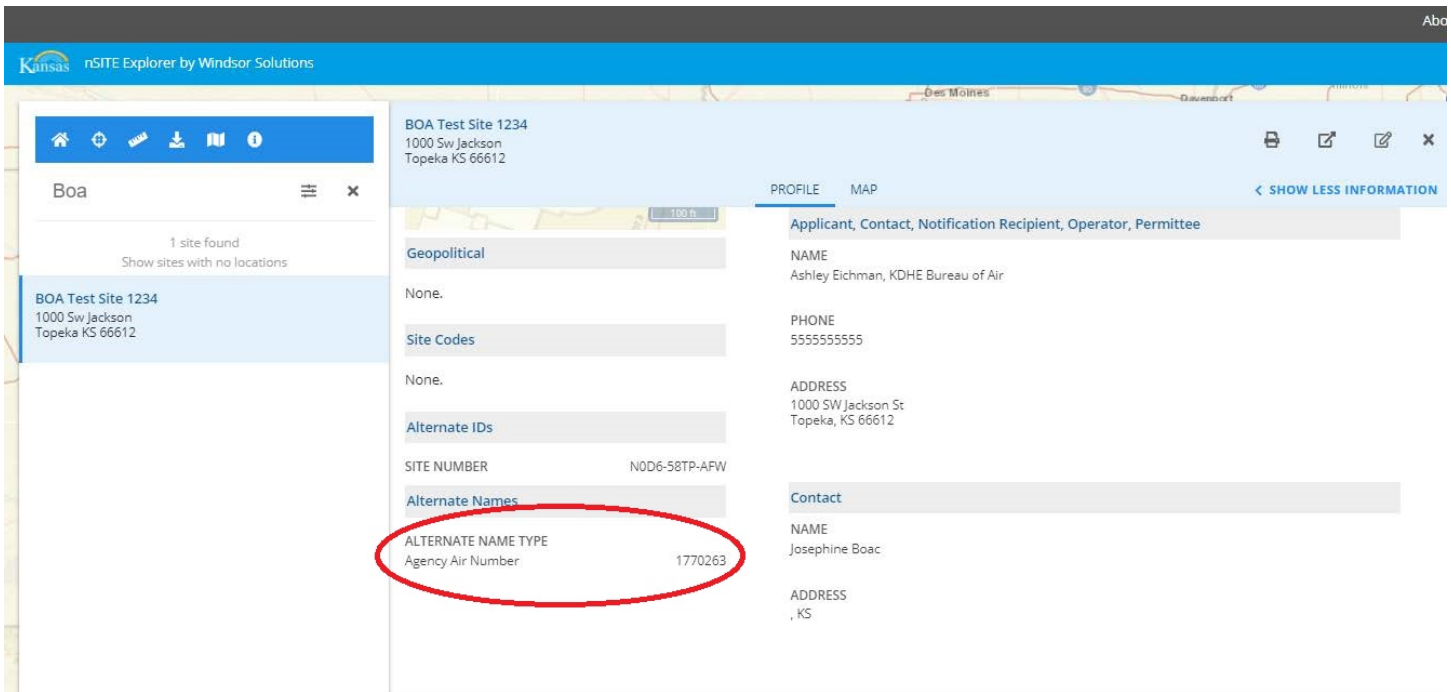 Abo
Kansas nSITE Explorer by Windsor Solutions
Des Moines
80
Davenport
Boa
1 site found
Show sites with no locations
BOA Test Site 1234
1000 Sw Jackson
Topeka KS 66612
BOA Test Site 1234
1000 Sw Jackson
Topeka KS 66612
PROFILE MAP
< SHOW LESS INFORMATION
100 ft
Geopolitical
None.
Site Codes
None.
Alternate IDs
SITE NUMBER N0D6-58TP-AFW
Alternate Names
ALTERNATE NAME TYPE
Agency Air Number 1770263
Applicant, Contact, Notification Recipient, Operator, Permittee
NAME
Ashley Eichman, KDHE Bureau of Air
PHONE
5555555555
ADDRESS
1000 SW Jackson St
Topeka, KS 66612
Contact
NAME
Josephine Boac
ADDRESS
, KS